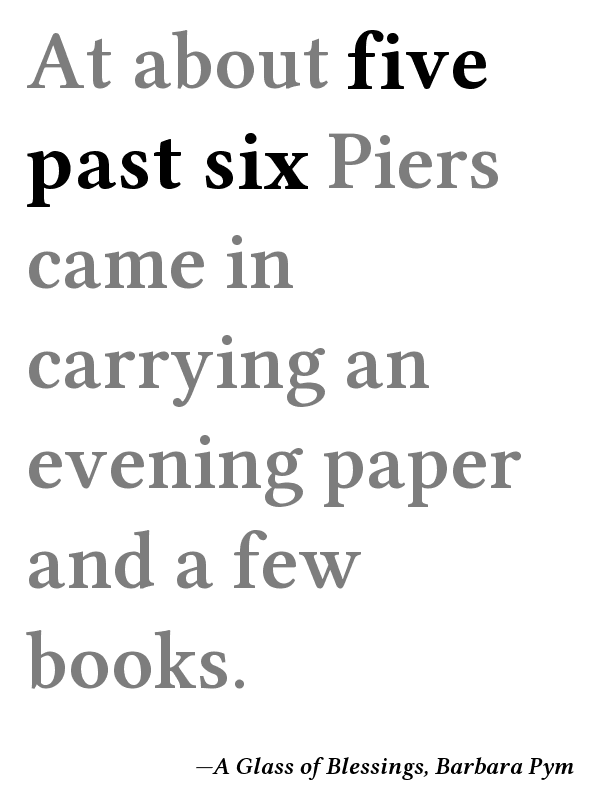 At about five
past six Piers
came in
carrying an
evening paper
and a few
books.
—A Glass of Blessings, Barbara Pym